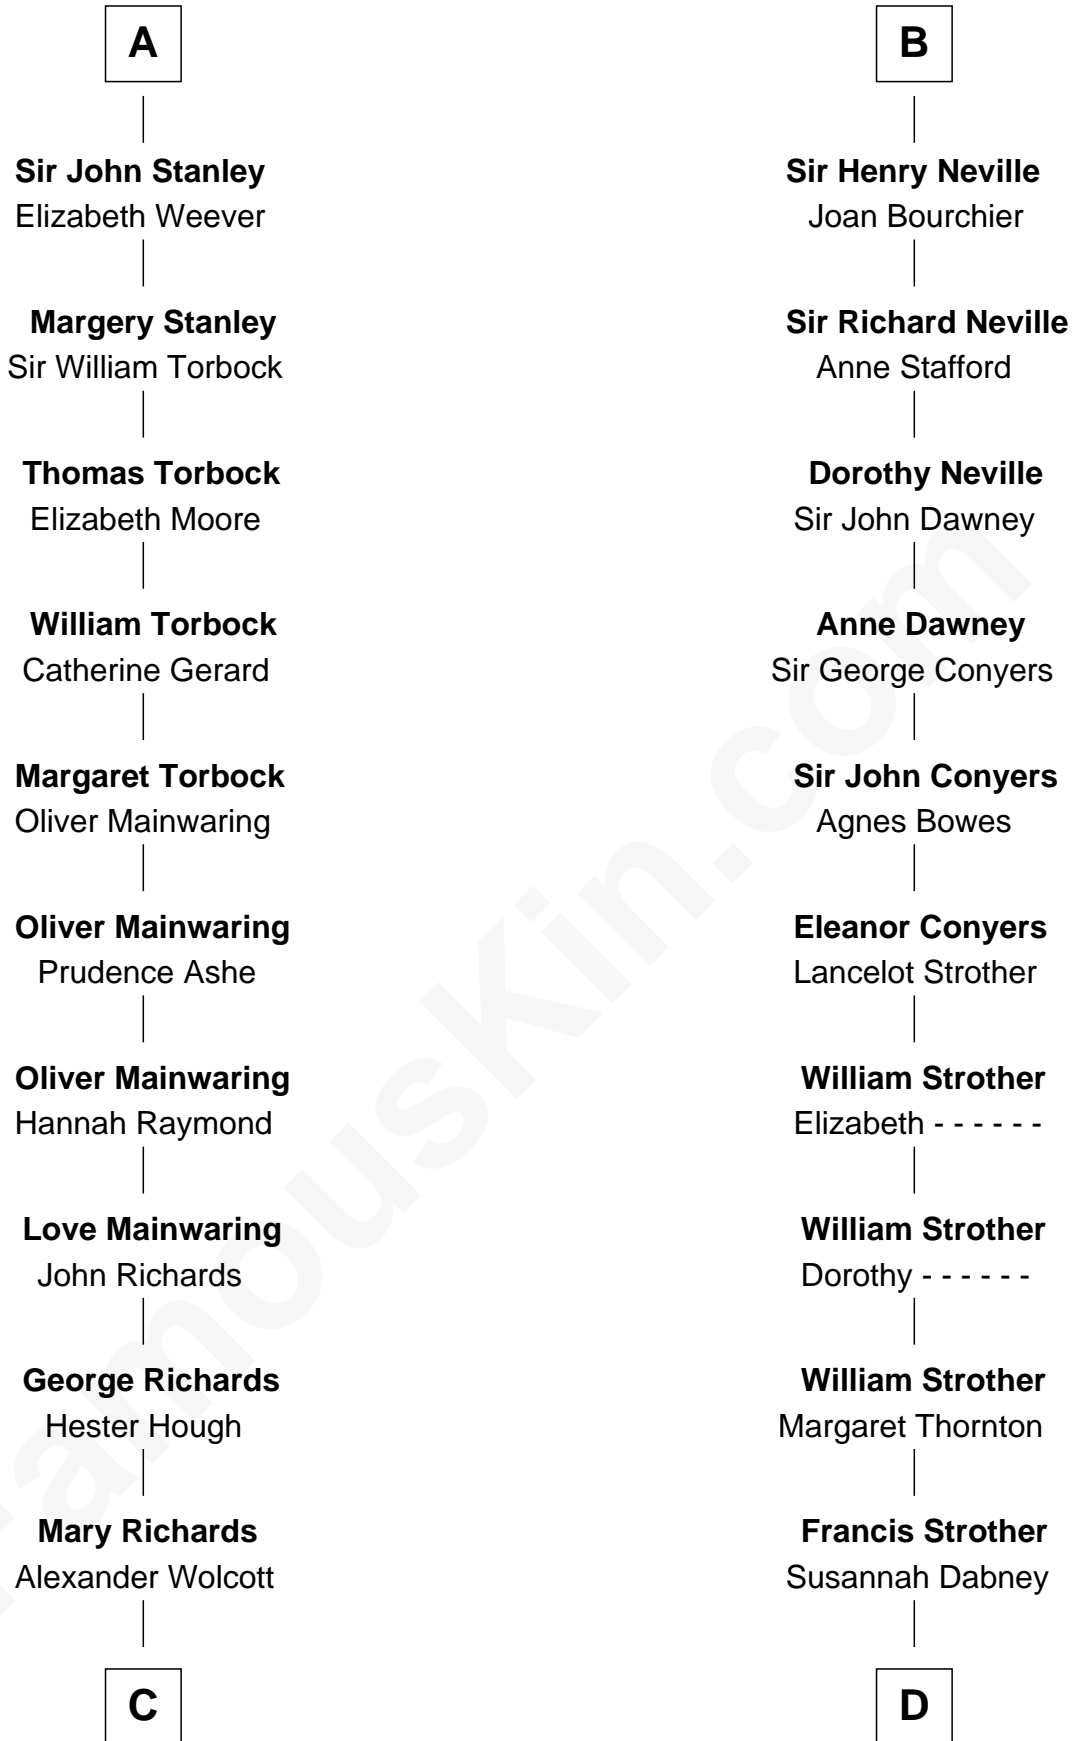 A
Sir John Stanley
Elizabeth Weever
Margery Stanley
Sir William Torbock
Thomas Torbock
Elizabeth Moore
William Torbock
Catherine Gerard
Margaret Torbock
Oliver Mainwaring
Oliver Mainwaring
Prudence Ashe
Oliver Mainwaring
Hannah Raymond
Love Mainwaring
John Richards
George Richards
Hester Hough
Mary Richards
Alexander Wolcott
C
B
Sir Henry Neville
Joan Bourchier
Sir Richard Neville
Anne Stafford
Dorothy Neville
Sir John Dawney
Anne Dawney
Sir George Conyers
Sir John Conyers
Agnes Bowes
Eleanor Conyers
Lancelot Strother
William Strother
Elizabeth - - - - - -
William Strother
Dorothy - - - - - -
William Strother
Margaret Thornton
Francis Strother
Susannah Dabney
D
FamousKin.com